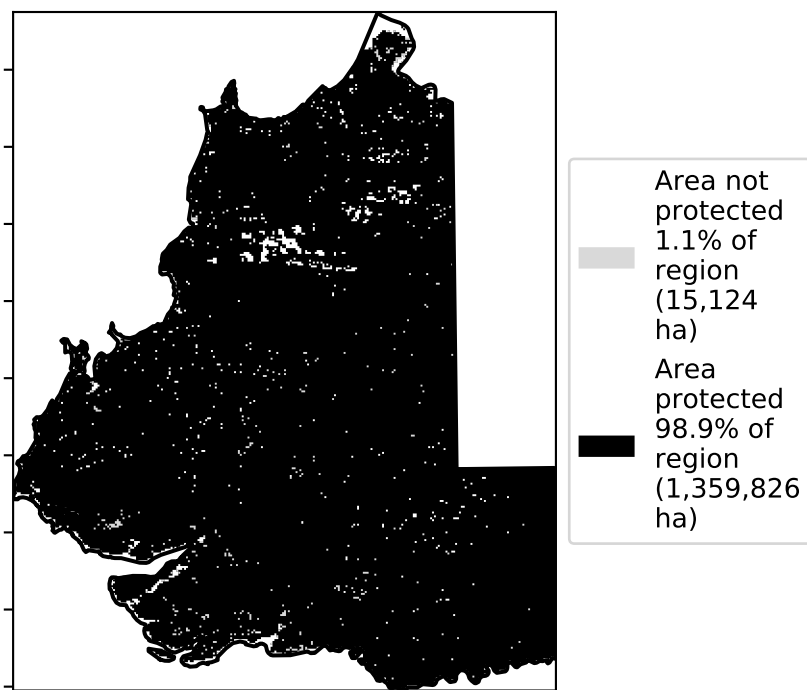 Area not
protected
1.1% of
region
(15,124
ha)
Area
protected
98.9% of
region
(1,359,826
ha)